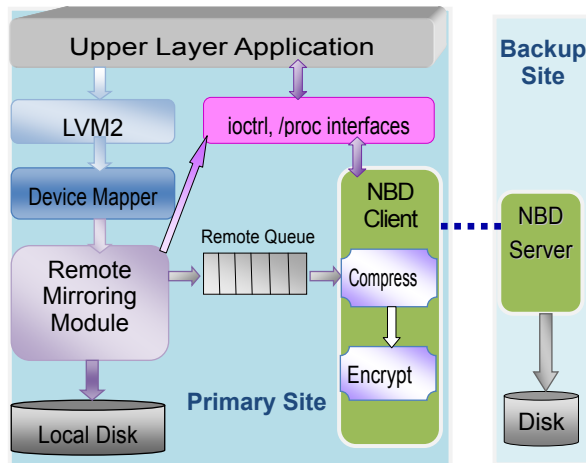 Upper Layer Application
Backup
Site
LVM2
ioctrl, /proc interfaces
Device Mapper
NBD
Client
NBD
Server
Remote Queue
Remote
Mirroring
Module
Compress
Encrypt
Primary Site
Local Disk
Disk